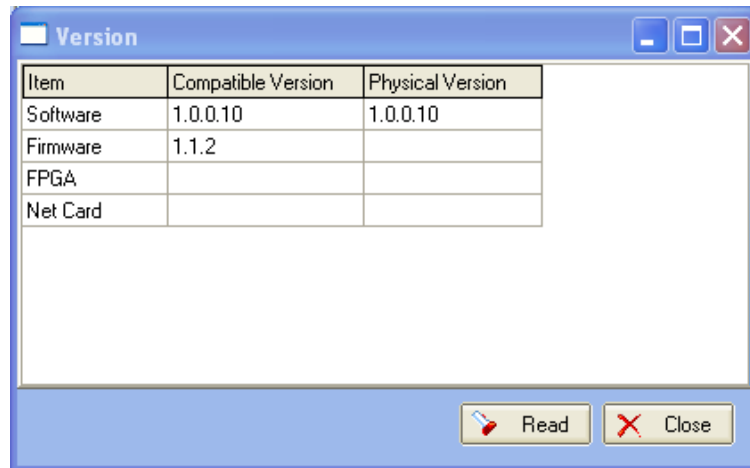 Version
Item Compatible Version Physical Version
Software 1.0.0.10 1.0.0.10
Firmware 1.1.2
FPGA
Net Card
Read Close